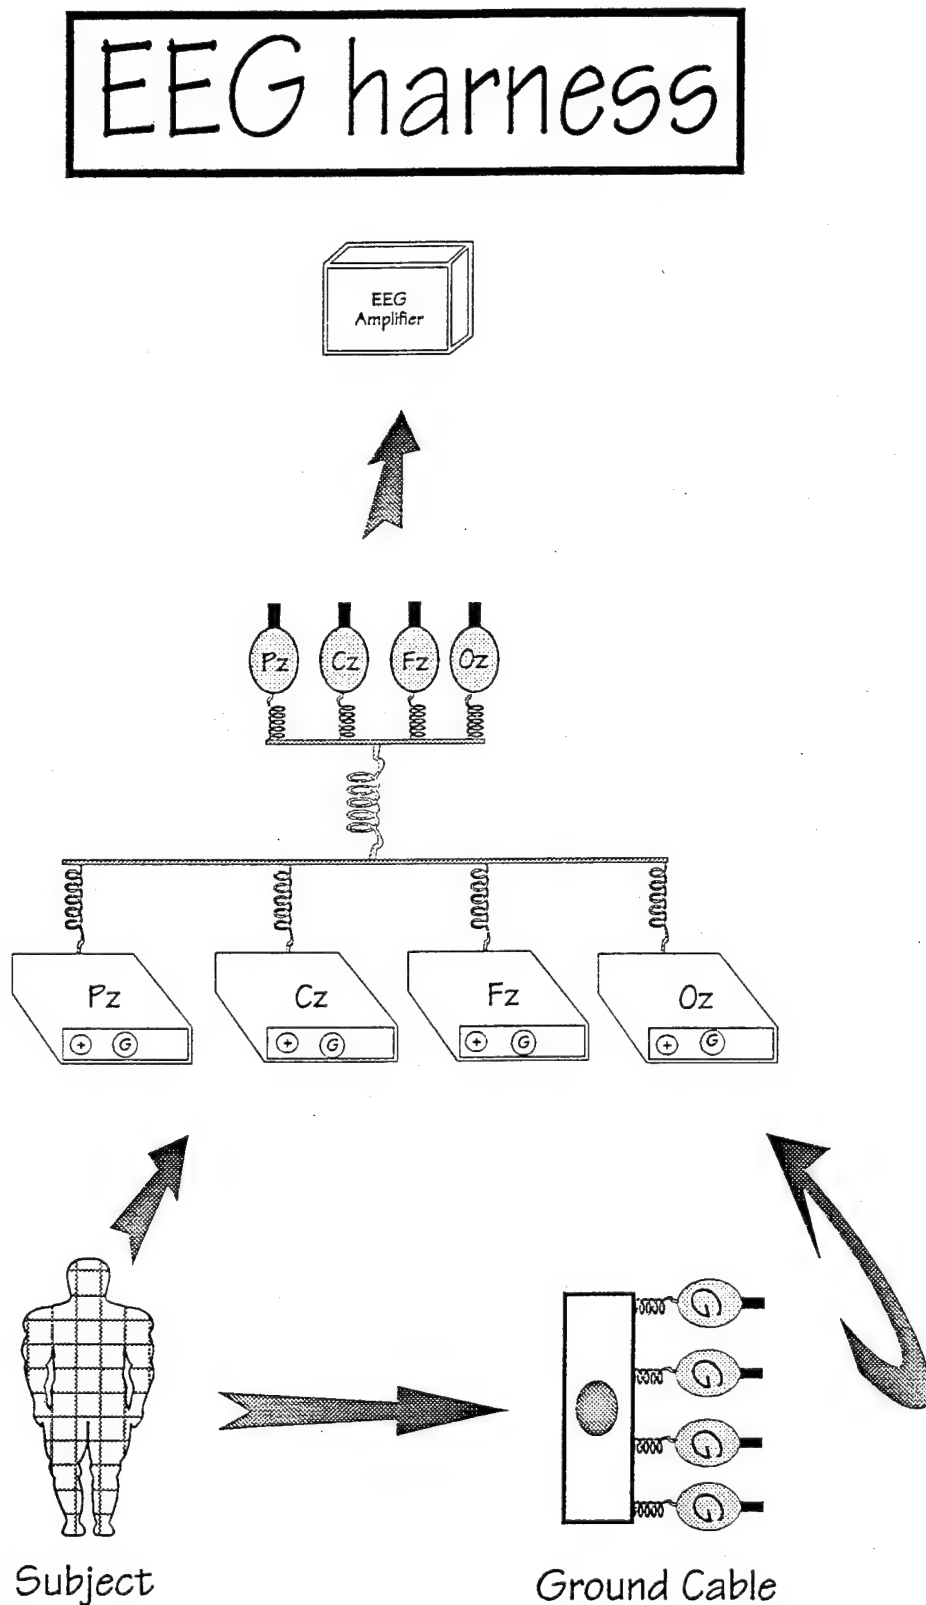 EEG harness
EEG
Amplifier
Pz Cz Fz Oz
Pz Cz Fz Oz
+ G + G + G + G
G
G
G
G
Subject
Ground Cable